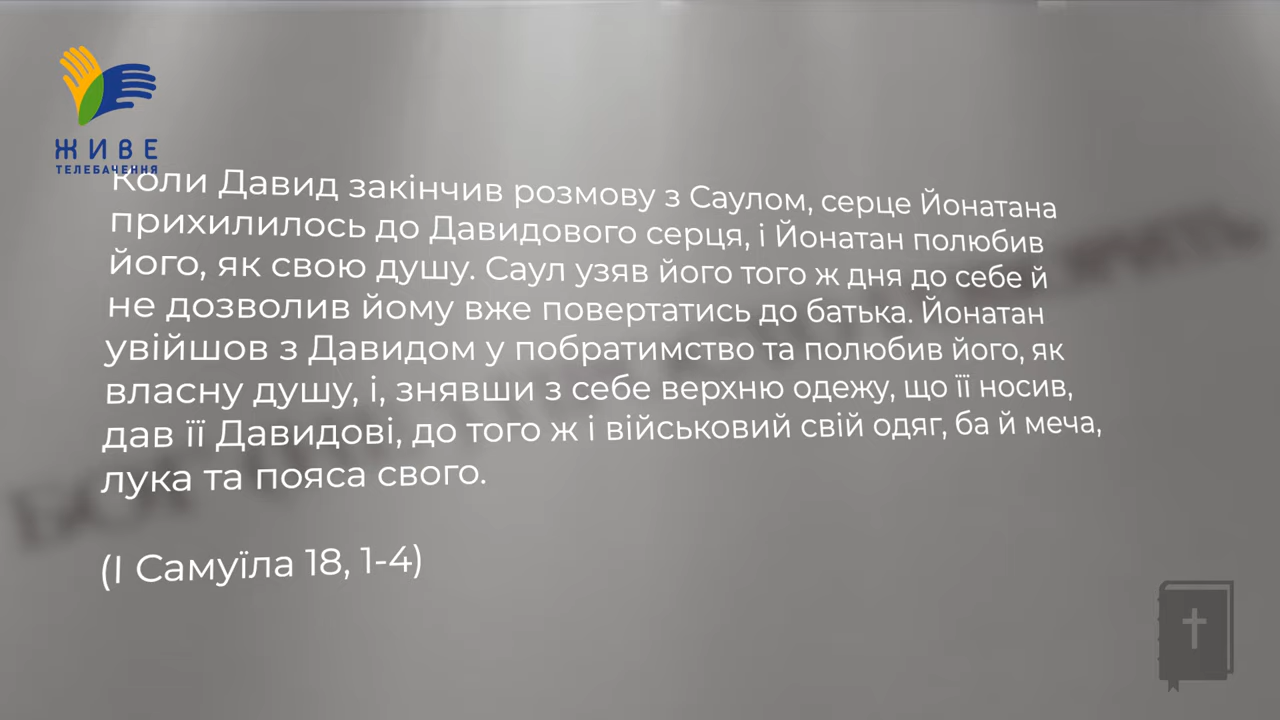 ЖИВЕ
ТЕЛЕБАЧЕННЯ
Коли Давид закінчив розмову з Саулом, серце Йонатана
прихилилось до Давидового серця, і Йонатан полюбив
його, як свою душу. Саул узяв його того ж дня до себе й
не дозволив йому вже повертатись до батька. Йонатан
увійшов з Давидом у побратимство та полюбив його, як
власну душу, і, знявши з себе верхню одежу, що її носив,
дав її Давидові, до того ж і військовий свій одяг, ба й меча,
лука та пояса свого.
(І Самуїла 18, 1-4)